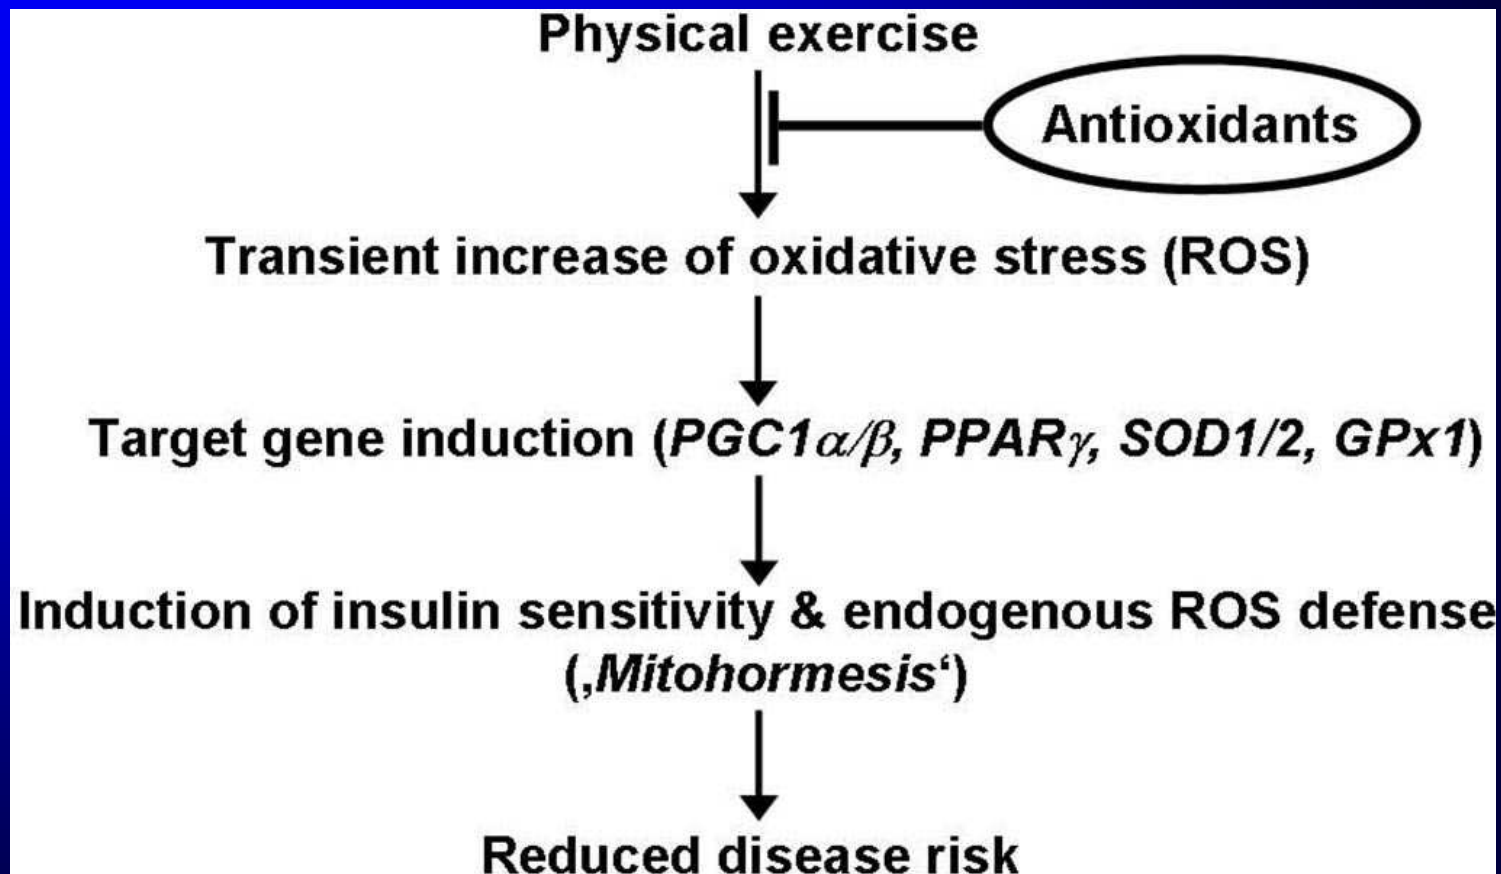 Physical exercise
Antioxidants
Transient increase of oxidative stress (ROS)
Target gene induction (PGC1α/β, PPARγ, SOD1/2, GPx1)
Induction of insulin sensitivity & endogenous ROS defense
(‚Mitohormesis‘)
Reduced disease risk